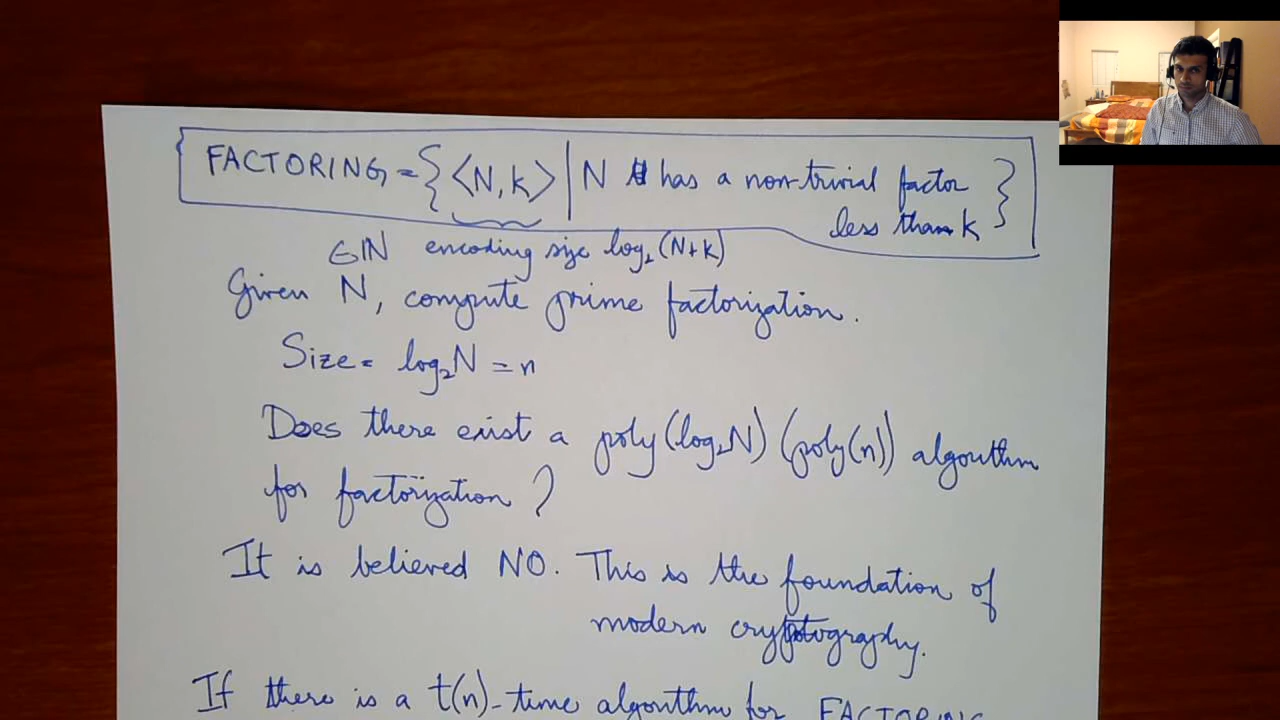 FACTORING = { <N, k> | N has a non-trivial factor
less than k }
∈ IN encoding size log₂(N+k)
Given N, compute prime factorization.
Size = log₂N = n
Does there exist a poly(log₂N) (poly(n)) algorithm
for factorization?
It is believed NO. This is the foundation of
modern cryptography.
If there is a t(n)-time algorithm for FACTORING